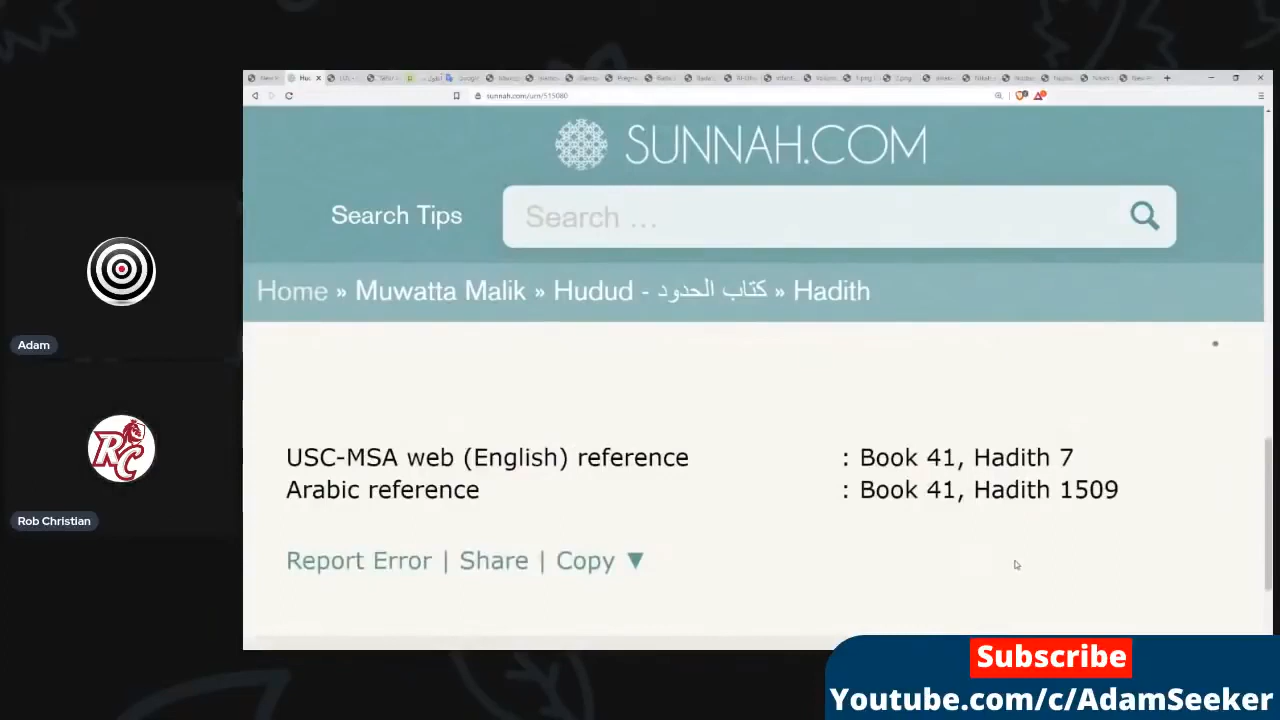 sunnah.com/urn/515080
SUNNAH.COM
Search Tips
Search ...
Home » Muwatta Malik » Hudud - كتاب الحدود » Hadith
Adam
USC-MSA web (English) reference : Book 41, Hadith 7
Arabic reference : Book 41, Hadith 1509
RC
Rob Christian
Report Error | Share | Copy ▼
Subscribe
Youtube.com/c/AdamSeeker